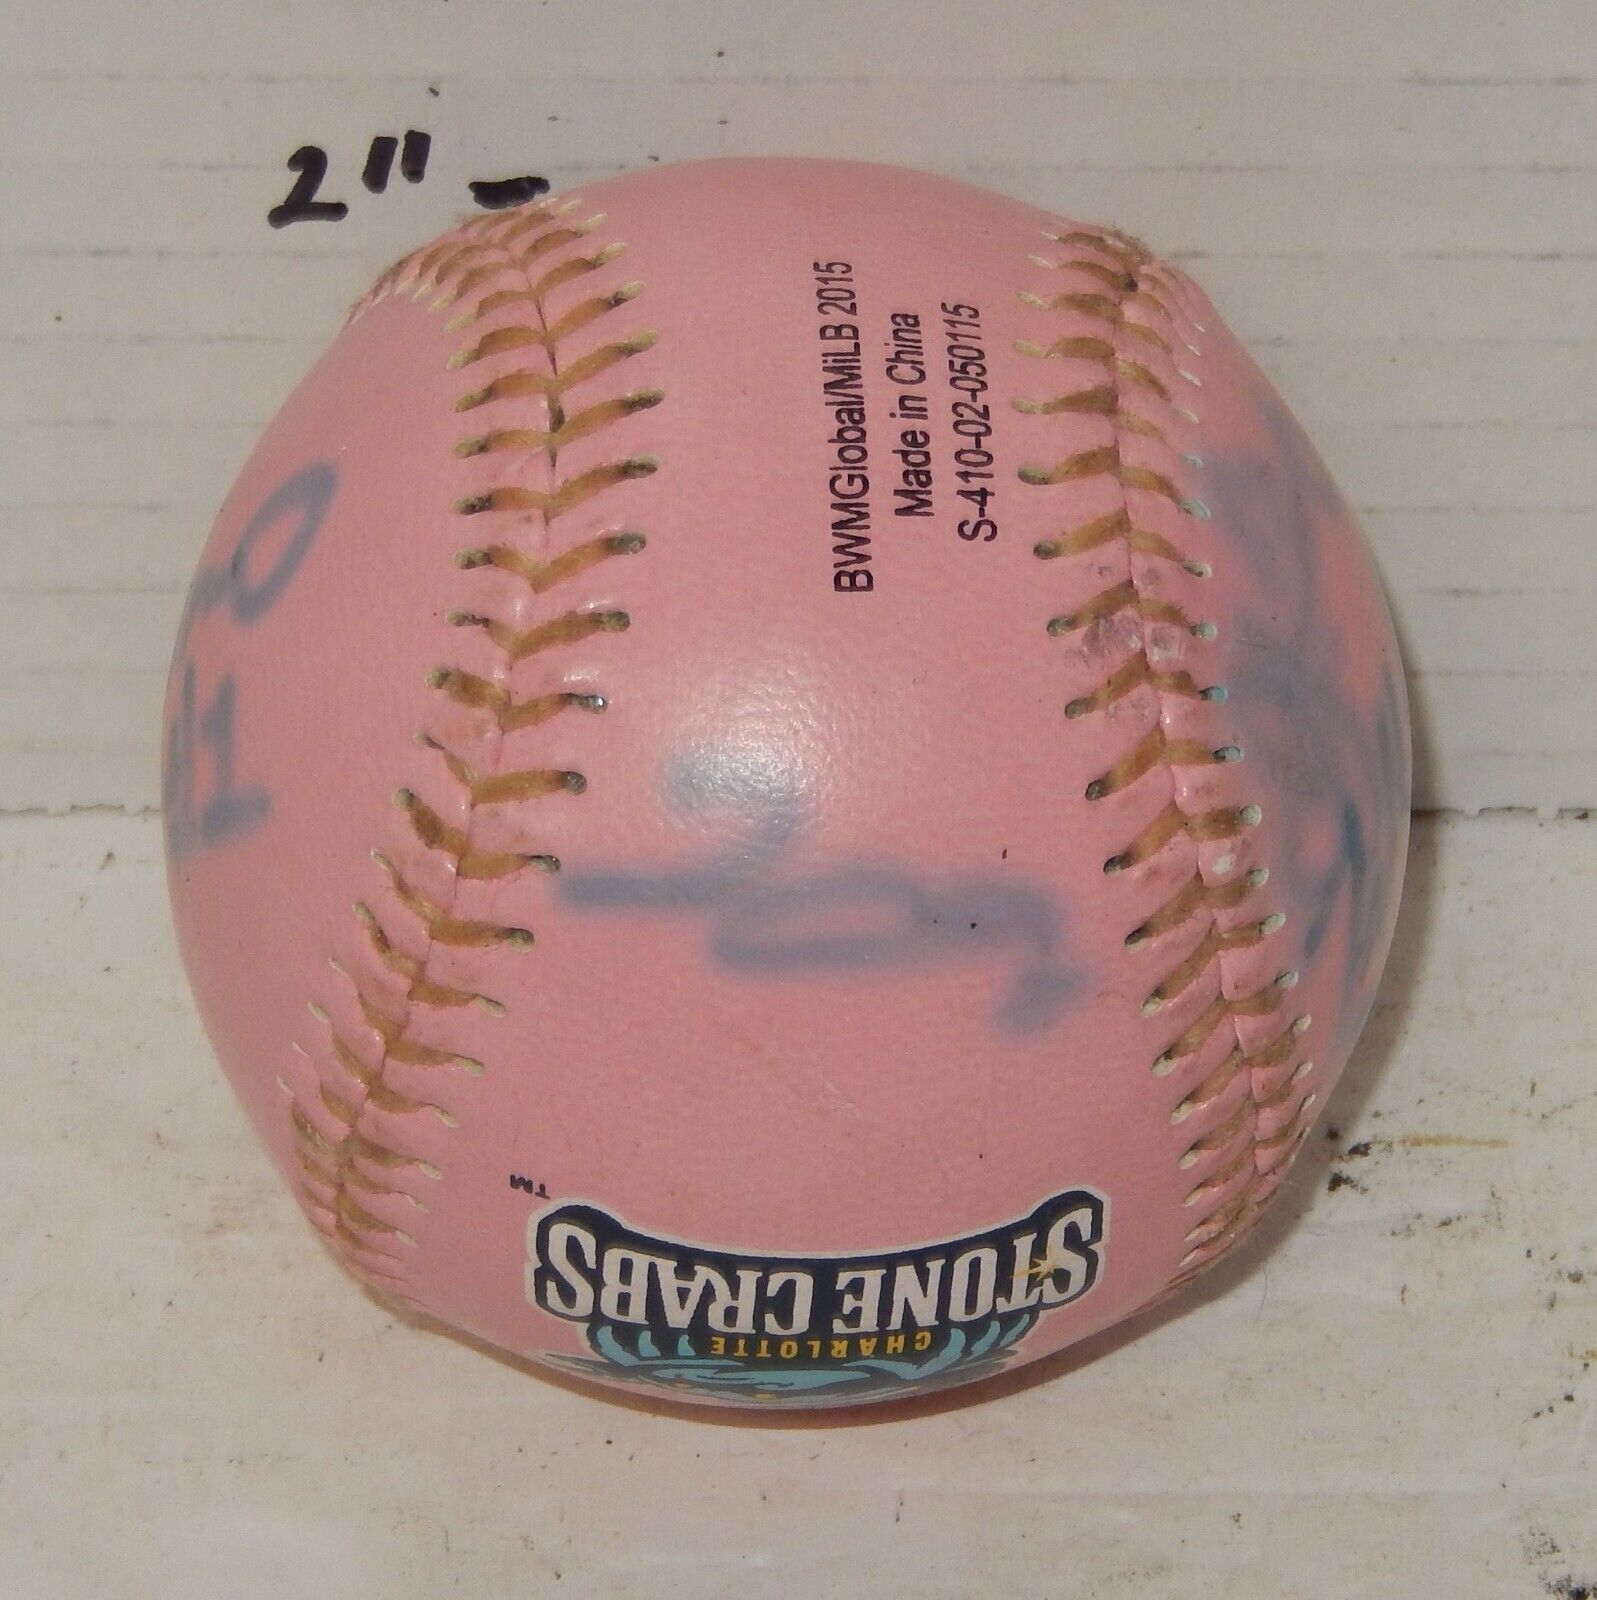 2"
BWMGlobal/MiLB 2015
Made in China
S-410-02-050115
STONE CRABS
TM
CHARLOTTE